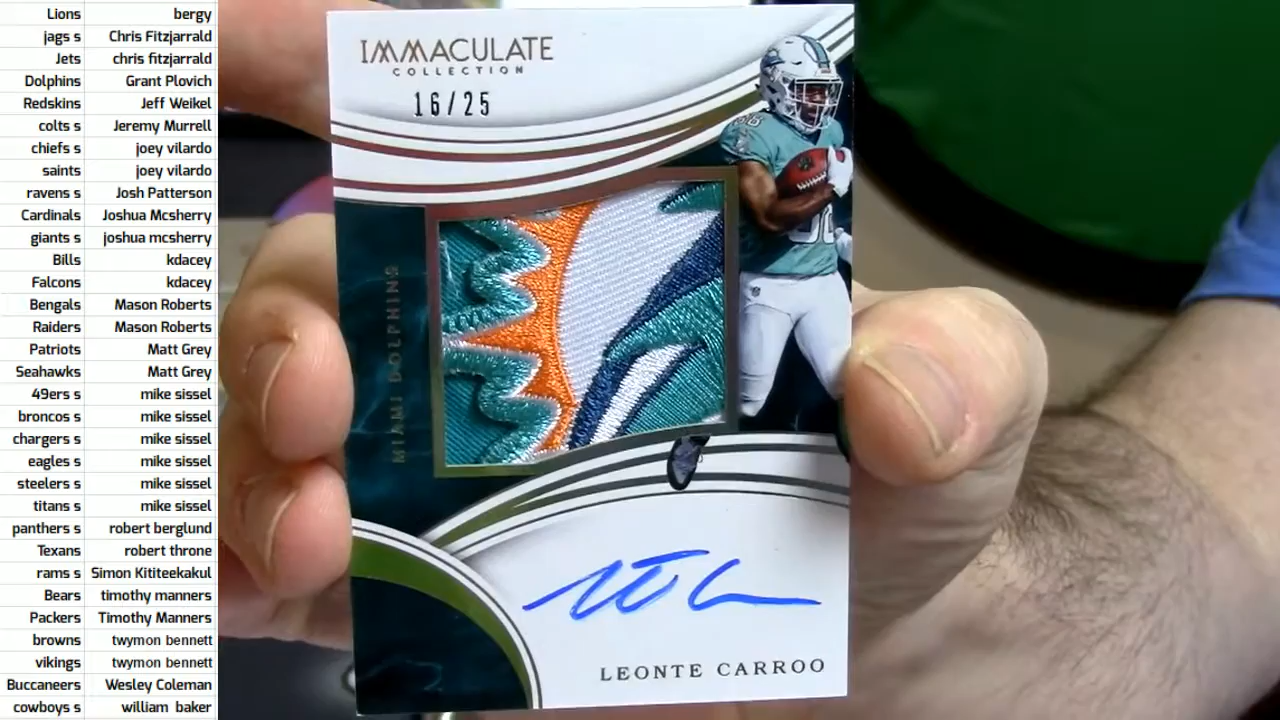 Lions bergy
jags s Chris Fitzjarrald
Jets chris fitzjarrald
Dolphins Grant Plovich
Redskins Jeff Weikel
colts s Jeremy Murrell
chiefs s joey vilardo
saints joey vilardo
ravens s Josh Patterson
Cardinals Joshua Mcsherry
giants s joshua mcsherry
Bills kdacey
Falcons kdacey
Bengals Mason Roberts
Raiders Mason Roberts
Patriots Matt Grey
Seahawks Matt Grey
49ers s mike sissel
broncos s mike sissel
chargers s mike sissel
eagles s mike sissel
steelers s mike sissel
titans s mike sissel
panthers s robert berglund
Texans robert throne
rams s Simon Kititeekakul
Bears timothy manners
Packers Timothy Manners
browns twymon bennett
vikings twymon bennett
Buccaneers Wesley Coleman
cowboys s william baker
IMMACULATE
COLLECTION
16/25
MIAMI DOLPHINS
LEONTE CARROO